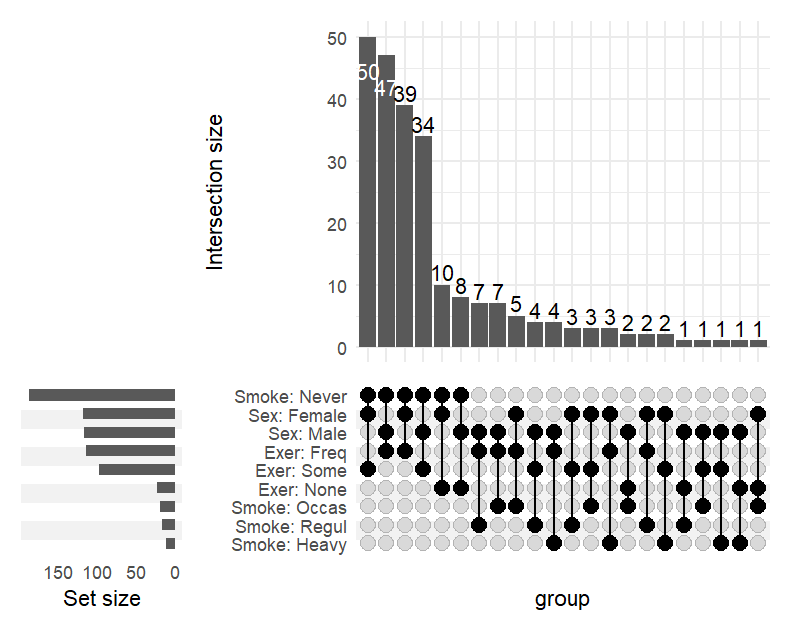 50
40
30
20
10
0
Intersection size
50
47
39
34
10
8
7
7
5
4
4
3
3
3
2
2
2
1
1
1
1
1
Smoke: Never
Sex: Female
Sex: Male
Exer: Freq
Exer: Some
Exer: None
Smoke: Occas
Smoke: Regul
Smoke: Heavy
150 100 50 0
Set size
group